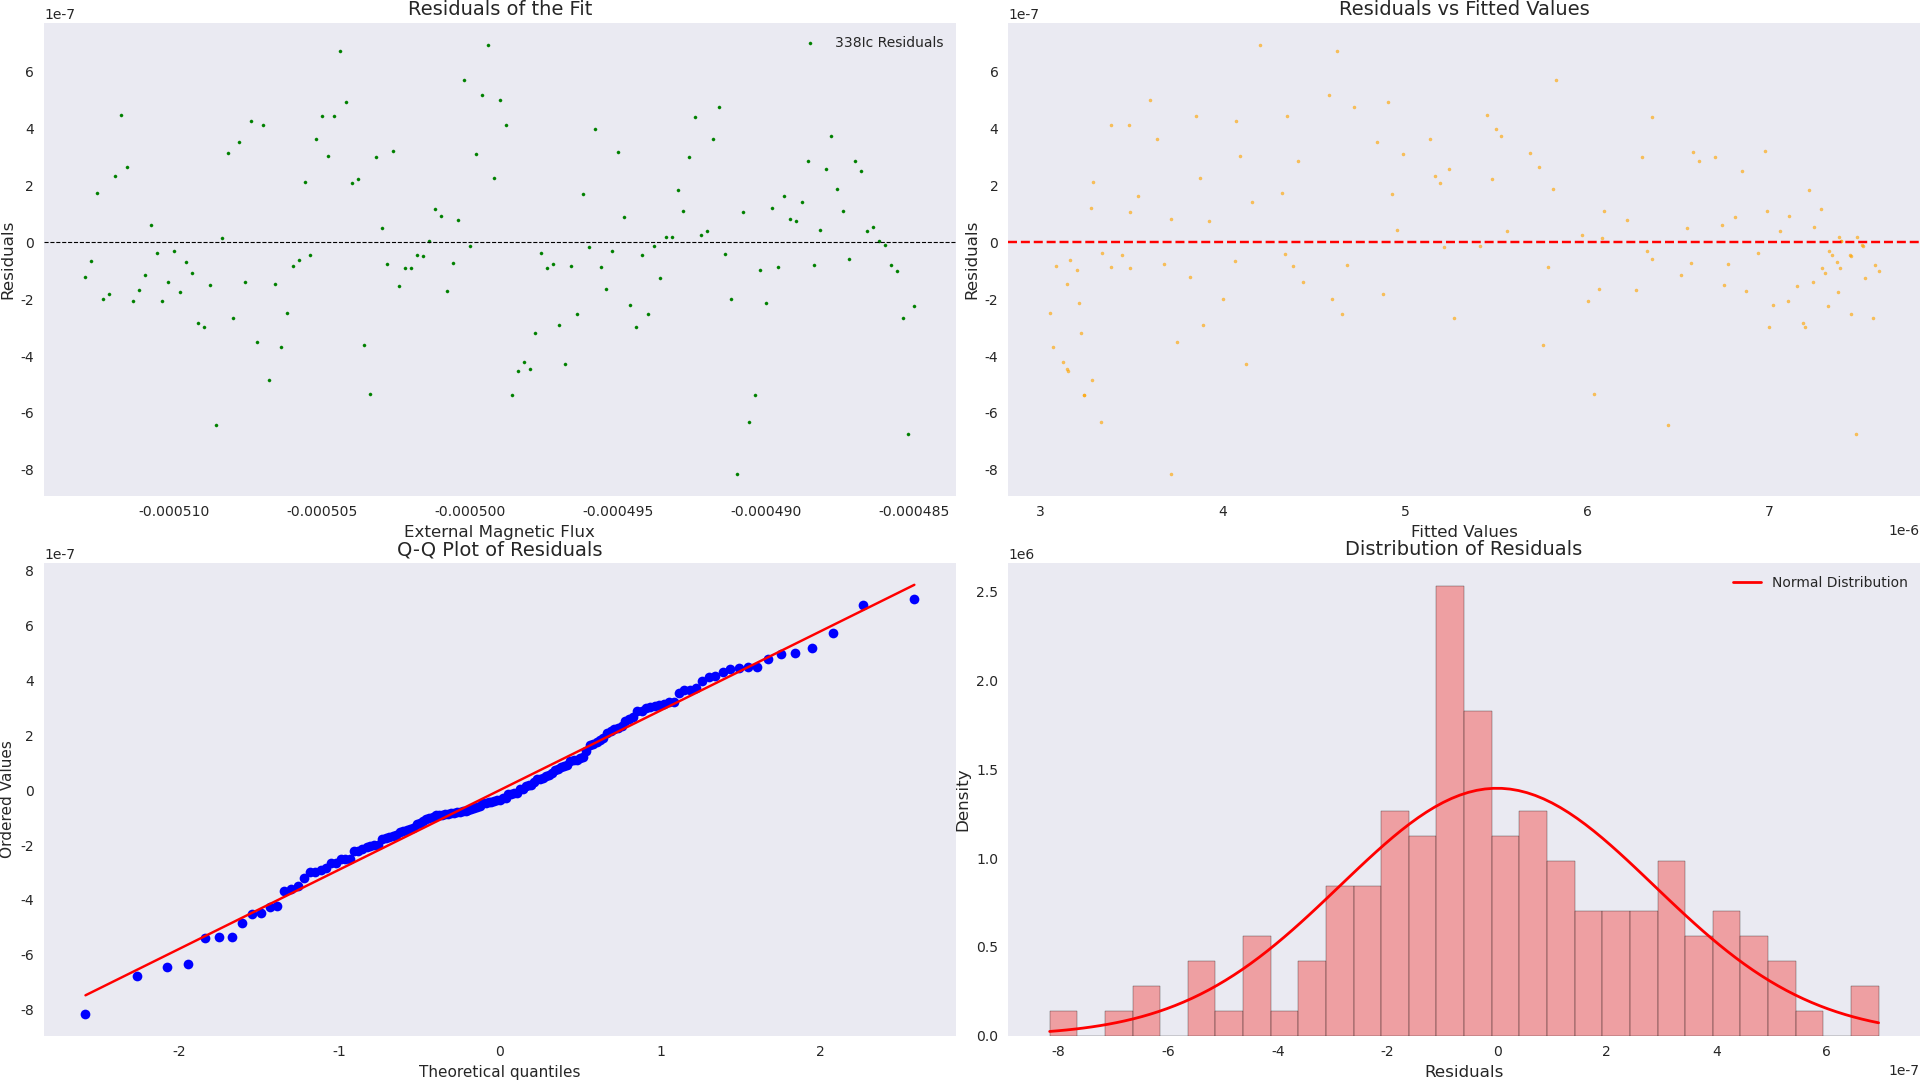 Residuals of the Fit
1e-7
338Ic Residuals
6
4
2
0
-2
-4
-6
-8
Residuals
-0.000510 -0.000505 -0.000500 -0.000495 -0.000490 -0.000485
External Magnetic Flux
Residuals vs Fitted Values
1e-7
6
4
2
0
-2
-4
-6
-8
Residuals
3 4 5 6 7
1e-6
Fitted Values
Q-Q Plot of Residuals
1e-7
8
6
4
2
0
-2
-4
-6
-8
Ordered Values
-2 -1 0 1 2
Theoretical quantiles
Distribution of Residuals
1e6
Normal Distribution
2.5
2.0
1.5
1.0
0.5
0.0
Density
-8 -6 -4 -2 0 2 4 6
1e-7
Residuals